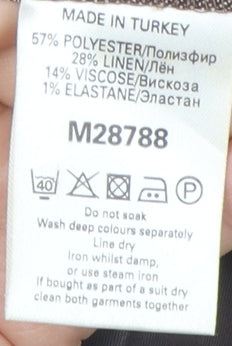 MADE IN TURKEY
57% POLYESTER/Полиэфир
28% LINEN/Лён
14% VISCOSE/Вискоза
1% ELASTANE/Эластан
M28788
40 P
Do not soak
Wash deep colours separately
Line dry
Iron whilst damp,
or use steam iron
If bought as part of a suit dry
clean both garments together